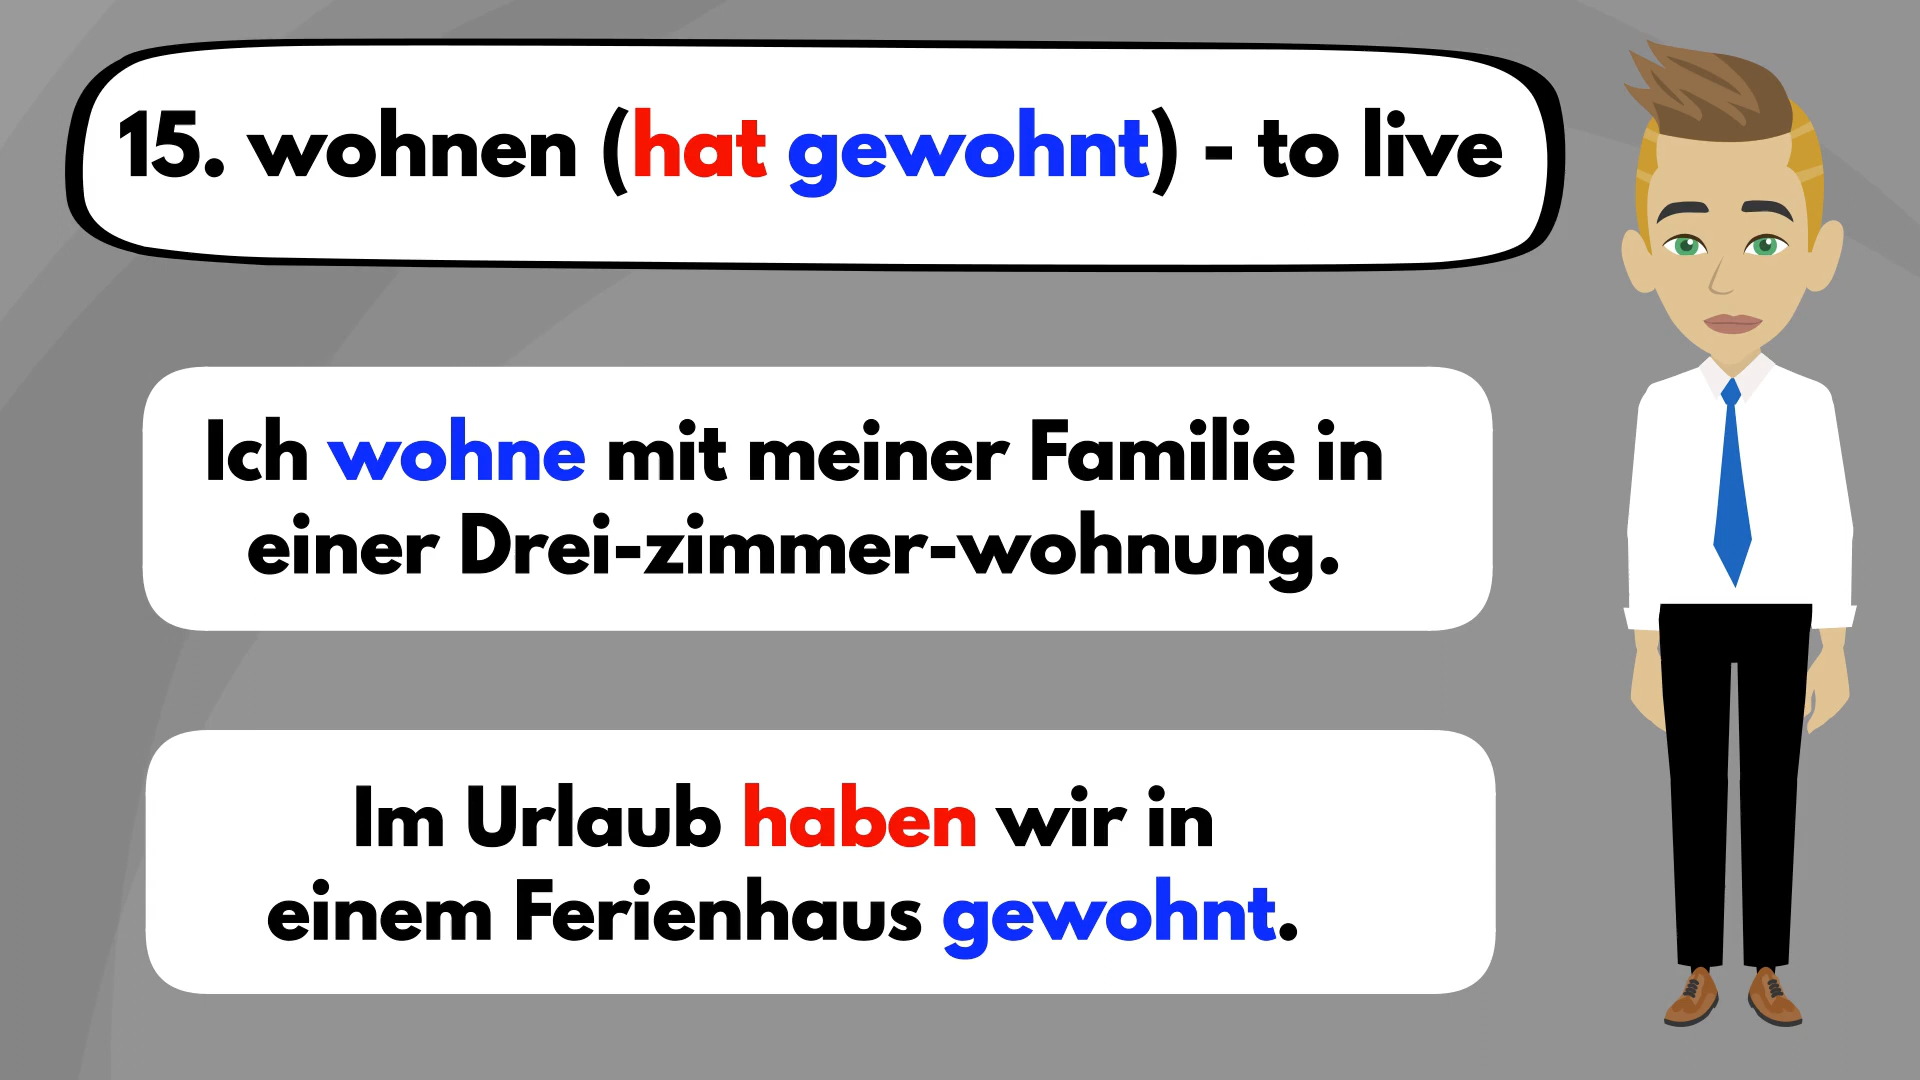 15. wohnen (hat gewohnt) - to live
Ich wohne mit meiner Familie in
einer Drei-zimmer-wohnung.
Im Urlaub haben wir in
einem Ferienhaus gewohnt.